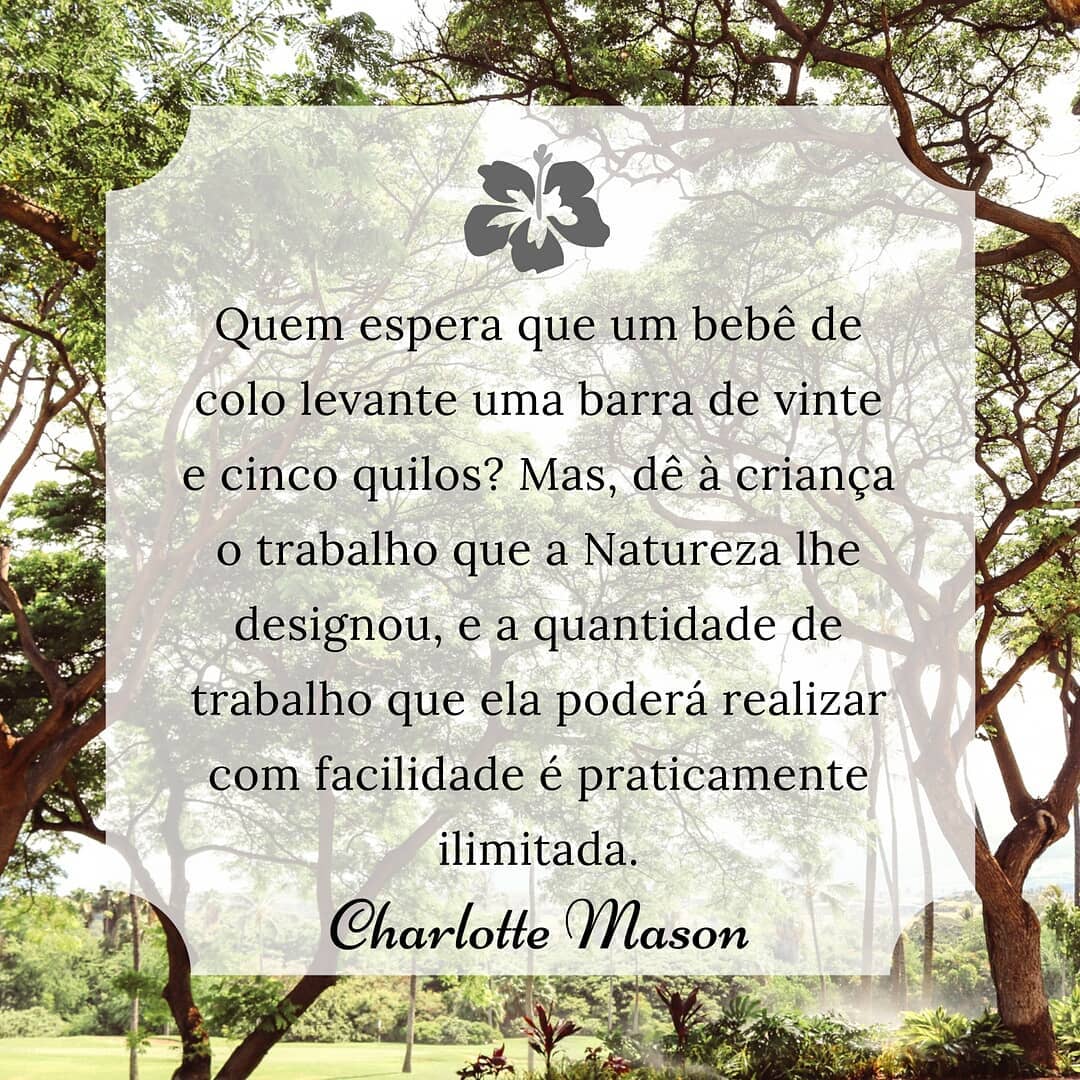 Quem espera que um bebê de
colo levante uma barra de vinte
e cinco quilos? Mas, dê à criança
o trabalho que a Natureza lhe
designou, e a quantidade de
trabalho que ela poderá realizar
com facilidade é praticamente
ilimitada.
Charlotte Mason